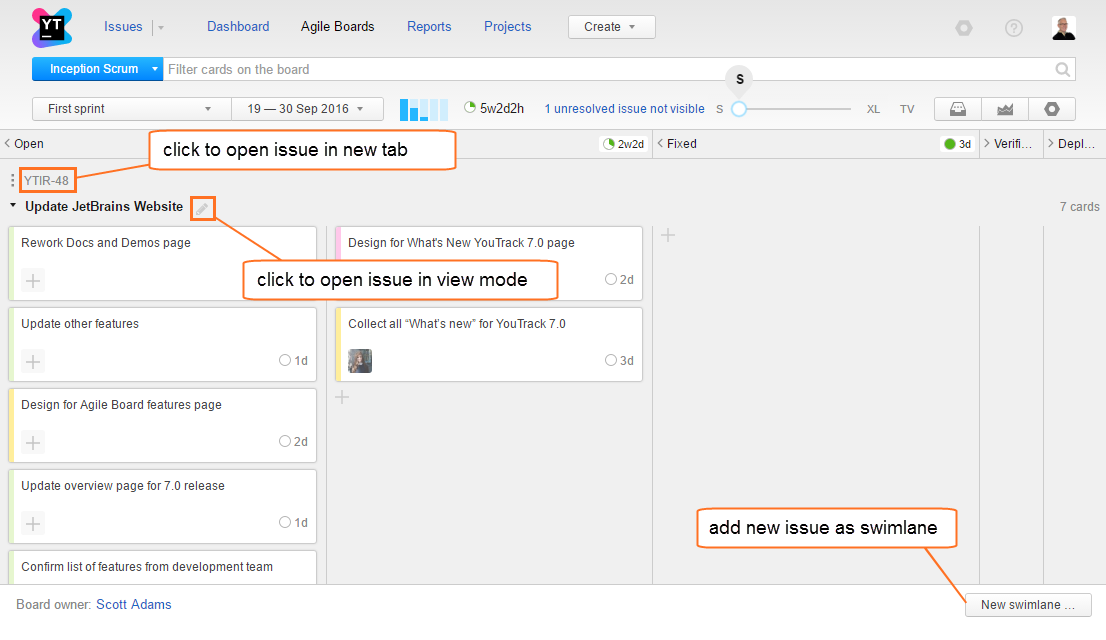 YT
Issues
Dashboard
Agile Boards
Reports
Projects
Create
Inception Scrum
Filter cards on the board
S
First sprint
19 — 30 Sep 2016
5w2d2h
1 unresolved issue not visible
S
XL
TV
Open
2w2d
Fixed
3d
Verifi…
Depl…
click to open issue in new tab
YTIR-48
Update JetBrains Website
7 cards
Rework Docs and Demos page
Design for What's New YouTrack 7.0 page
2d
click to open issue in view mode
Update other features
1d
Collect all “What’s new” for YouTrack 7.0
3d
Design for Agile Board features page
2d
Update overview page for 7.0 release
1d
add new issue as swimlane
Confirm list of features from development team
Board owner: Scott Adams
New swimlane …